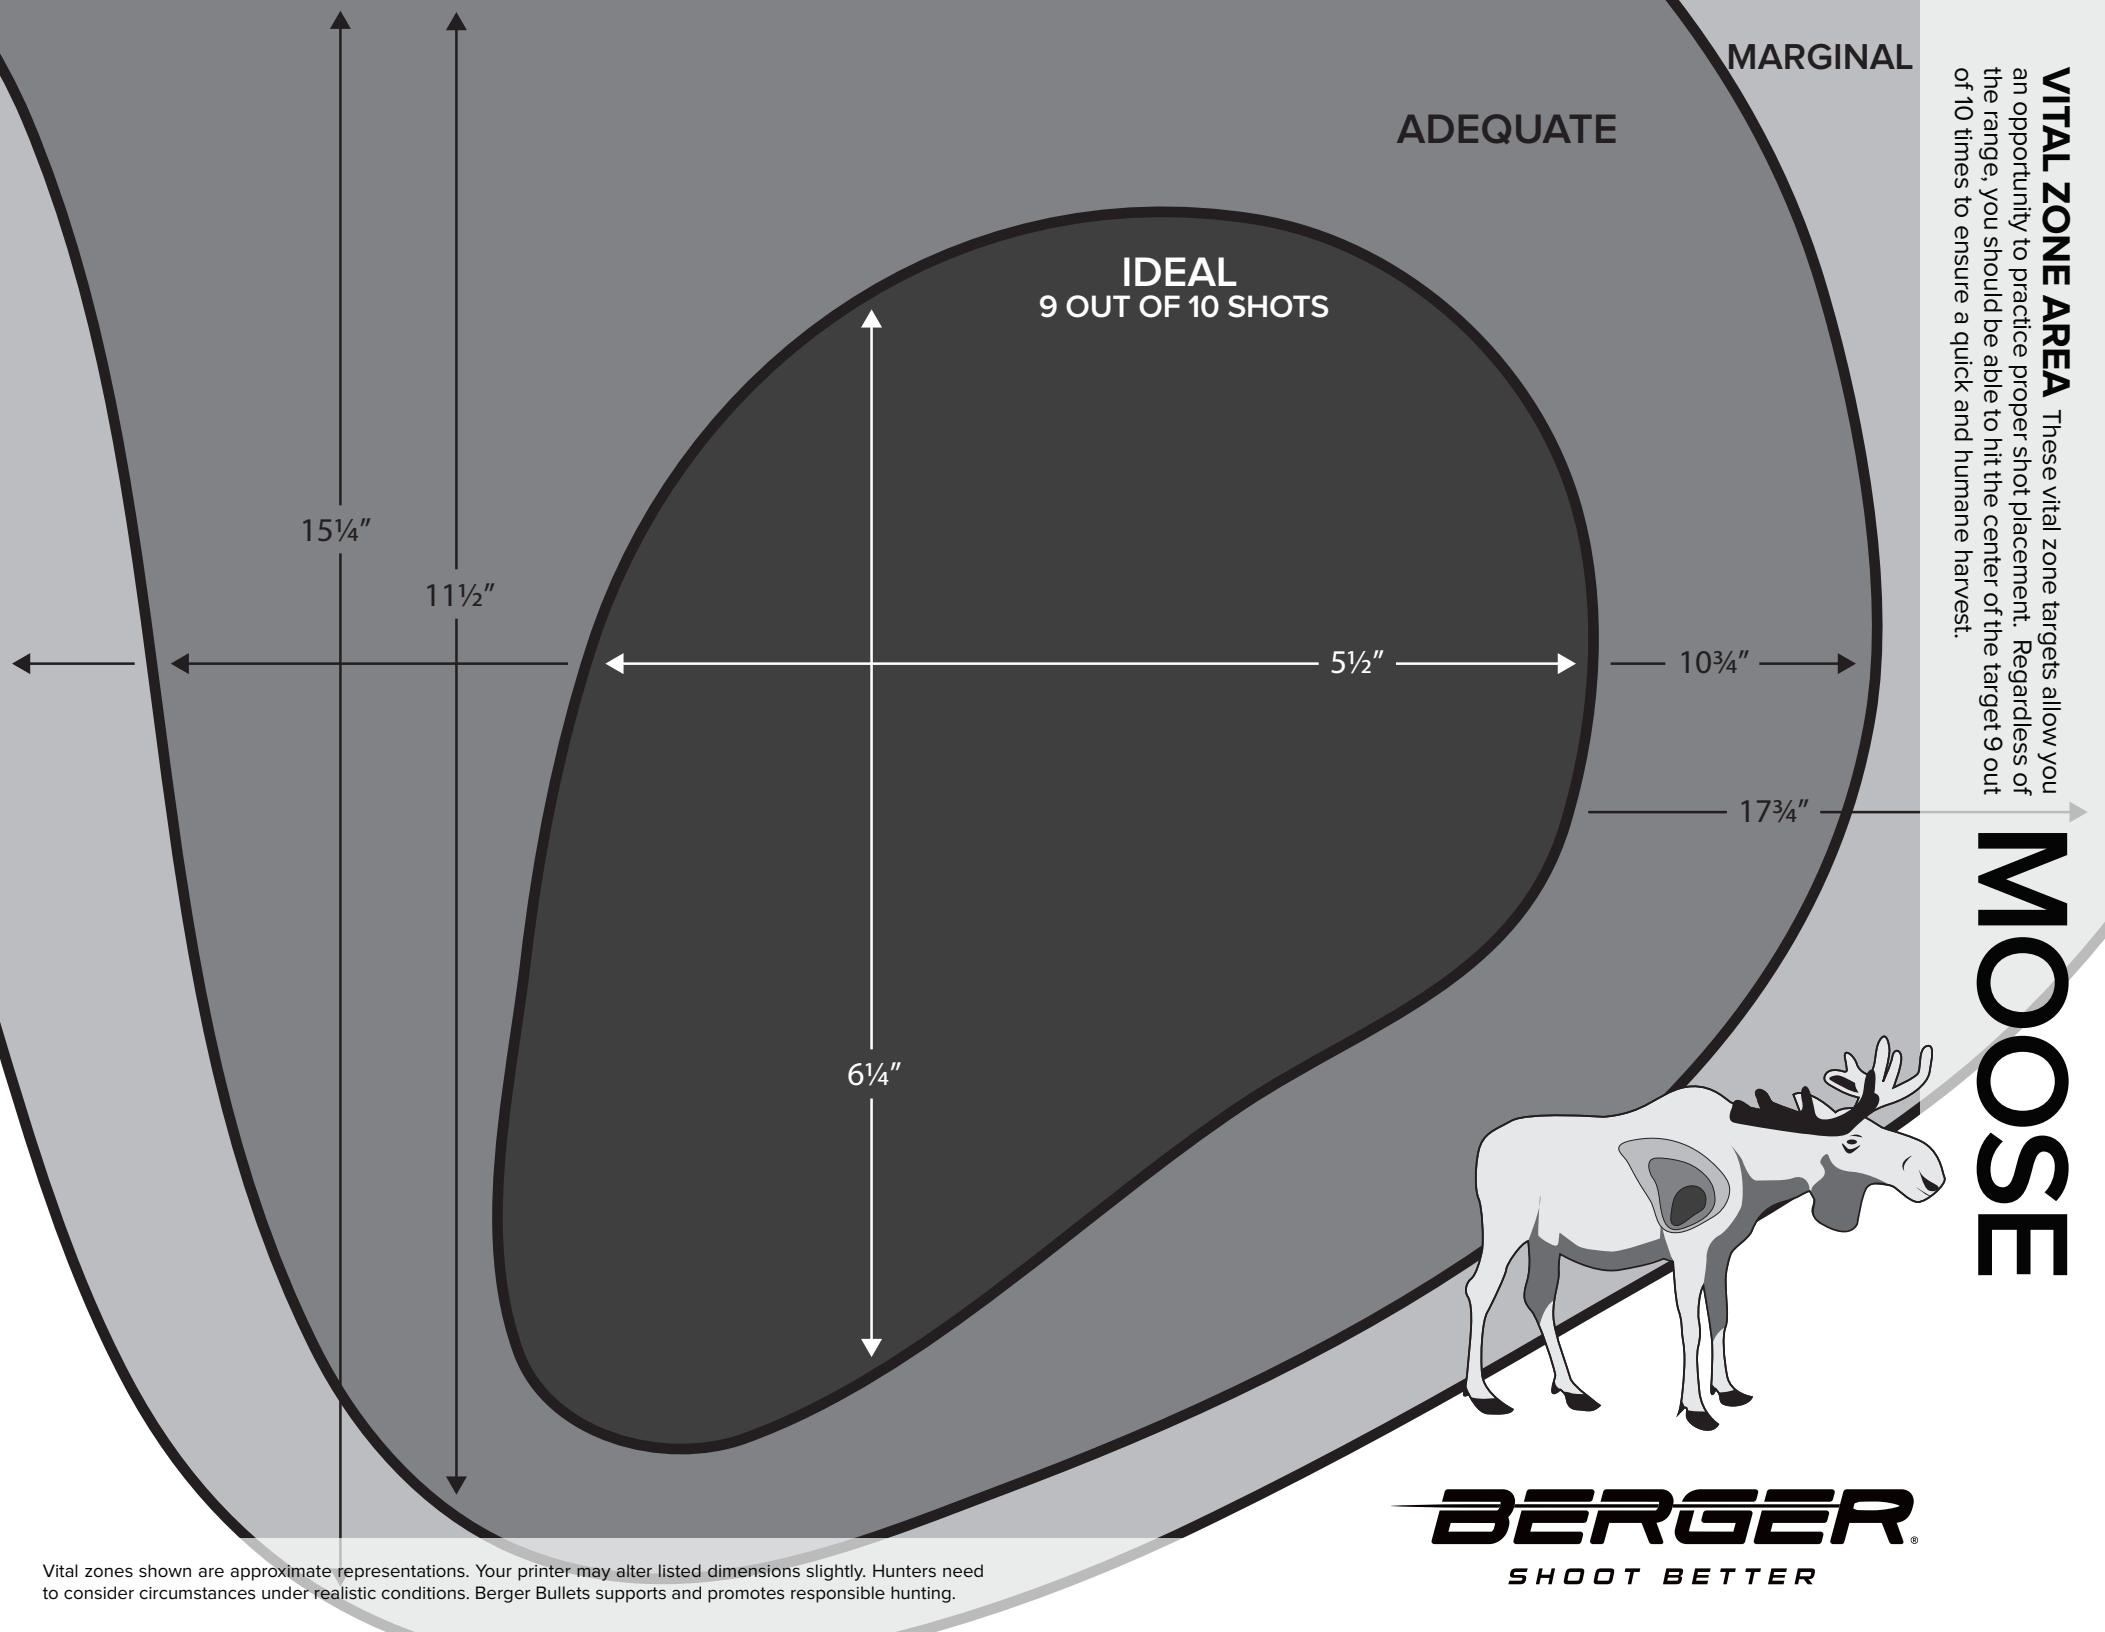 MARGINAL
ADEQUATE
IDEAL
9 OUT OF 10 SHOTS
15¼″
11½″
5½″
10¾″
17¾″
6¼″
VITAL ZONE AREA These vital zone targets allow you
an opportunity to practice proper shot placement. Regardless of
the range, you should be able to hit the center of the target 9 out
of 10 times to ensure a quick and humane harvest.
MOOSE
BERGER®
SHOOT BETTER
Vital zones shown are approximate representations. Your printer may alter listed dimensions slightly. Hunters need
to consider circumstances under realistic conditions. Berger Bullets supports and promotes responsible hunting.